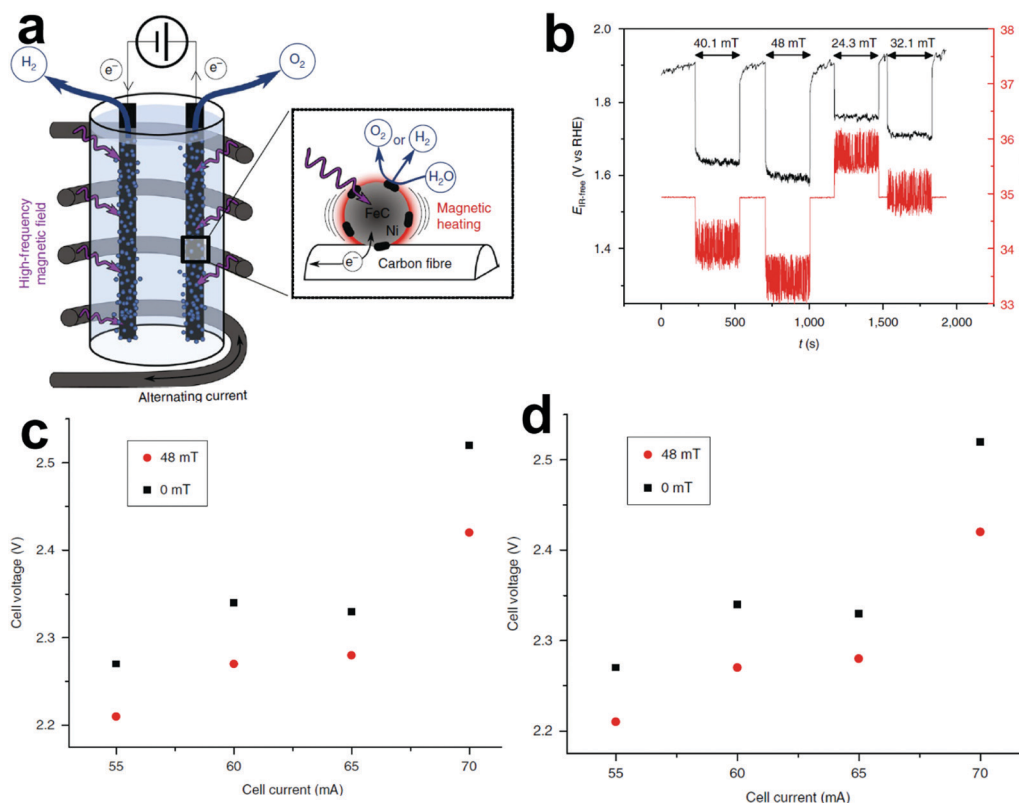 a
H₂
O₂
e⁻
e⁻
High-frequency
magnetic field
Alternating current
O₂ or H₂
H₂O
FeC
Ni
Magnetic
heating
e⁻
Carbon fibre
b
40.1 mT
48 mT
24.3 mT
32.1 mT
E_IR-free (V vs RHE)
2.0
1.8
1.6
1.4
38
37
36
35
34
33
0
500
1,000
1,500
2,000
t (s)
c
48 mT
0 mT
Cell voltage (V)
2.5
2.4
2.3
2.2
55
60
65
70
Cell current (mA)
d
48 mT
0 mT
Cell voltage (V)
2.5
2.4
2.3
2.2
55
60
65
70
Cell current (mA)